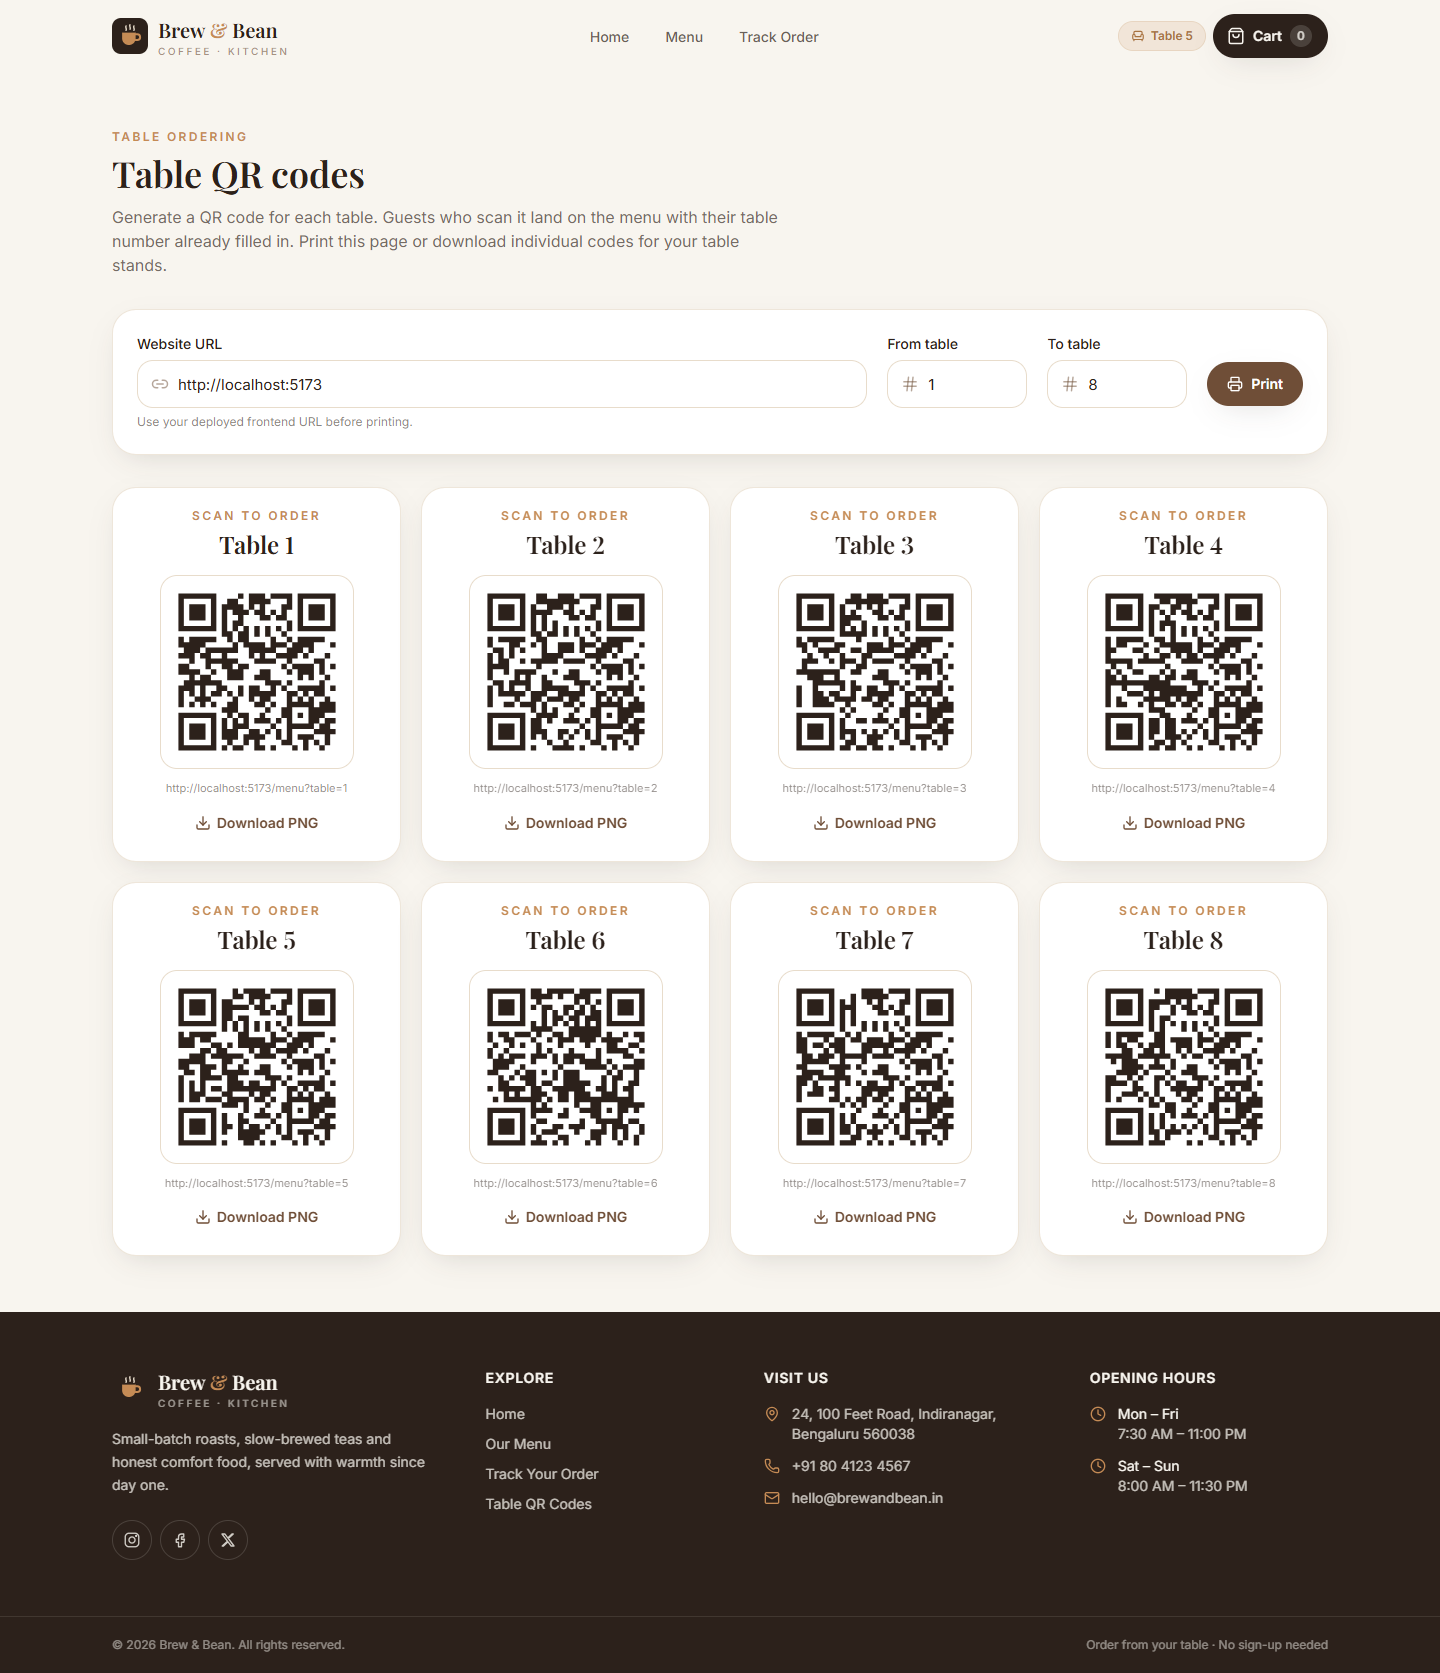 Brew & Bean
COFFEE · KITCHEN
Home
Menu
Track Order
Table 5
Cart
0
TABLE ORDERING
Table QR codes
Generate a QR code for each table. Guests who scan it land on the menu with their table
number already filled in. Print this page or download individual codes for your table
stands.
Website URL
http://localhost:5173
Use your deployed frontend URL before printing.
From table
1
To table
8
Print
SCAN TO ORDER
Table 1
http://localhost:5173/menu?table=1
Download PNG
SCAN TO ORDER
Table 2
http://localhost:5173/menu?table=2
Download PNG
SCAN TO ORDER
Table 3
http://localhost:5173/menu?table=3
Download PNG
SCAN TO ORDER
Table 4
http://localhost:5173/menu?table=4
Download PNG
SCAN TO ORDER
Table 5
http://localhost:5173/menu?table=5
Download PNG
SCAN TO ORDER
Table 6
http://localhost:5173/menu?table=6
Download PNG
SCAN TO ORDER
Table 7
http://localhost:5173/menu?table=7
Download PNG
SCAN TO ORDER
Table 8
http://localhost:5173/menu?table=8
Download PNG
Brew & Bean
COFFEE · KITCHEN
Small-batch roasts, slow-brewed teas and
honest comfort food, served with warmth since
day one.
EXPLORE
Home
Our Menu
Track Your Order
Table QR Codes
VISIT US
24, 100 Feet Road, Indiranagar,
Bengaluru 560038
+91 80 4123 4567
hello@brewandbean.in
OPENING HOURS
Mon – Fri
7:30 AM – 11:00 PM
Sat – Sun
8:00 AM – 11:30 PM
© 2026 Brew & Bean. All rights reserved.
Order from your table · No sign-up needed